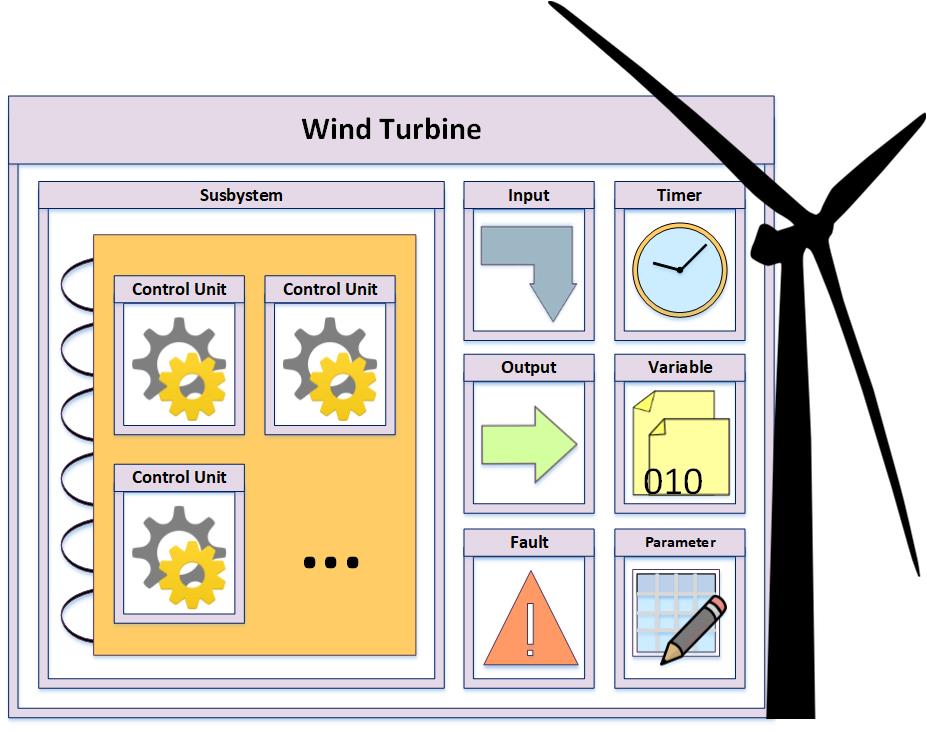 Wind Turbine
Susbystem
Input
Timer
Control Unit
Control Unit
Output
Variable
010
Control Unit
Fault
Parameter